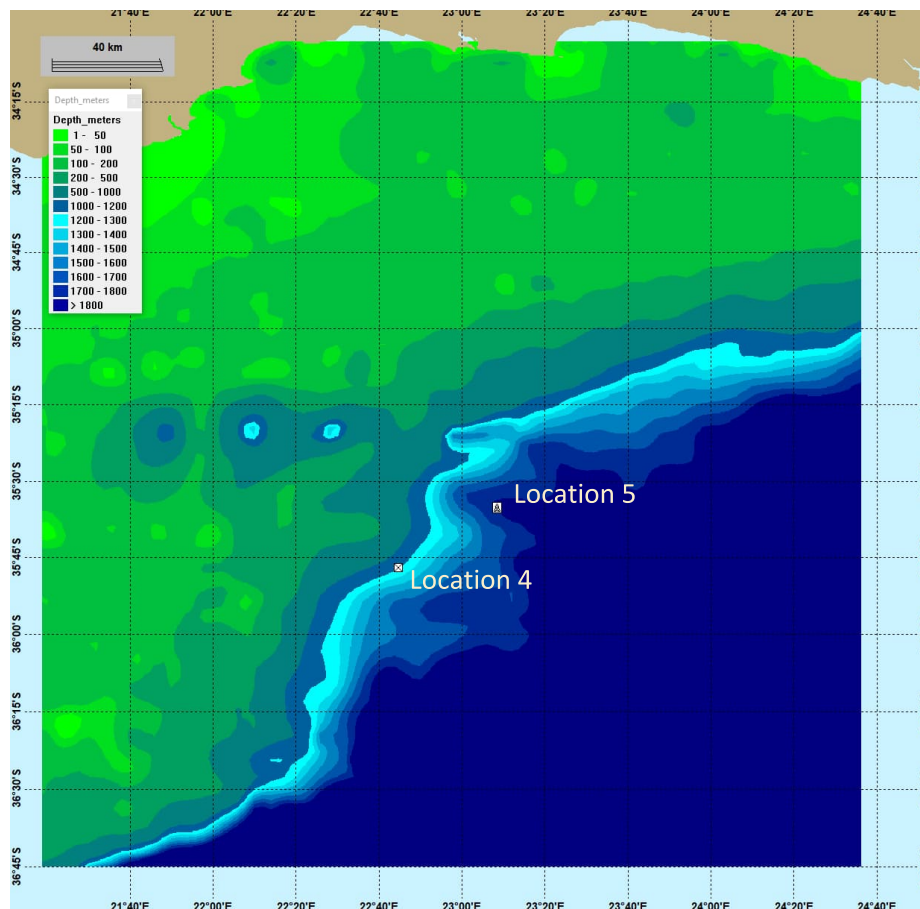 21°40'E 22°00'E 22°20'E 22°40'E 23°00'E 23°20'E 23°40'E 24°00'E 24°20'E 24°40'E
40 km
Depth_meters
Depth_meters
1 - 50
50 - 100
100 - 200
200 - 500
500 - 1000
1000 - 1200
1200 - 1300
1300 - 1400
1400 - 1500
1500 - 1600
1600 - 1700
1700 - 1800
> 1800
34°15'S
34°30'S
34°45'S
35°00'S
35°15'S
35°30'S
35°45'S
36°00'S
36°15'S
36°30'S
36°45'S
Location 5
Location 4
21°40'E 22°00'E 22°20'E 22°40'E 23°00'E 23°20'E 23°40'E 24°00'E 24°20'E 24°40'E